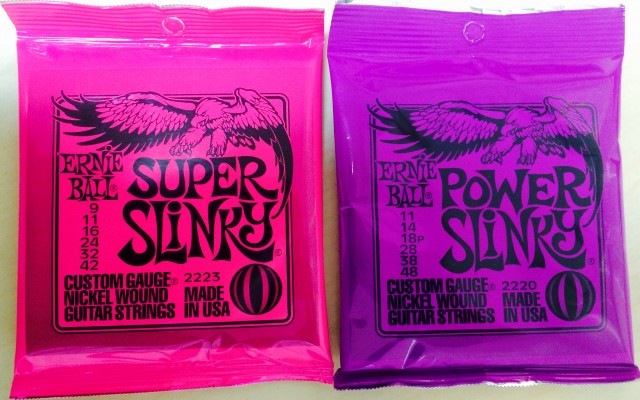 ERNIE
BALL®
SUPER
SLINKY®
9
11
16
24
32
42
CUSTOM GAUGE®
NICKEL WOUND
GUITAR STRINGS
2223
MADE
IN USA
ERNIE
BALL®
POWER
SLINKY®
11
14
18P
28
38
48
CUSTOM GAUGE®
NICKEL WOUND
GUITAR STRINGS
2220
MADE
IN USA